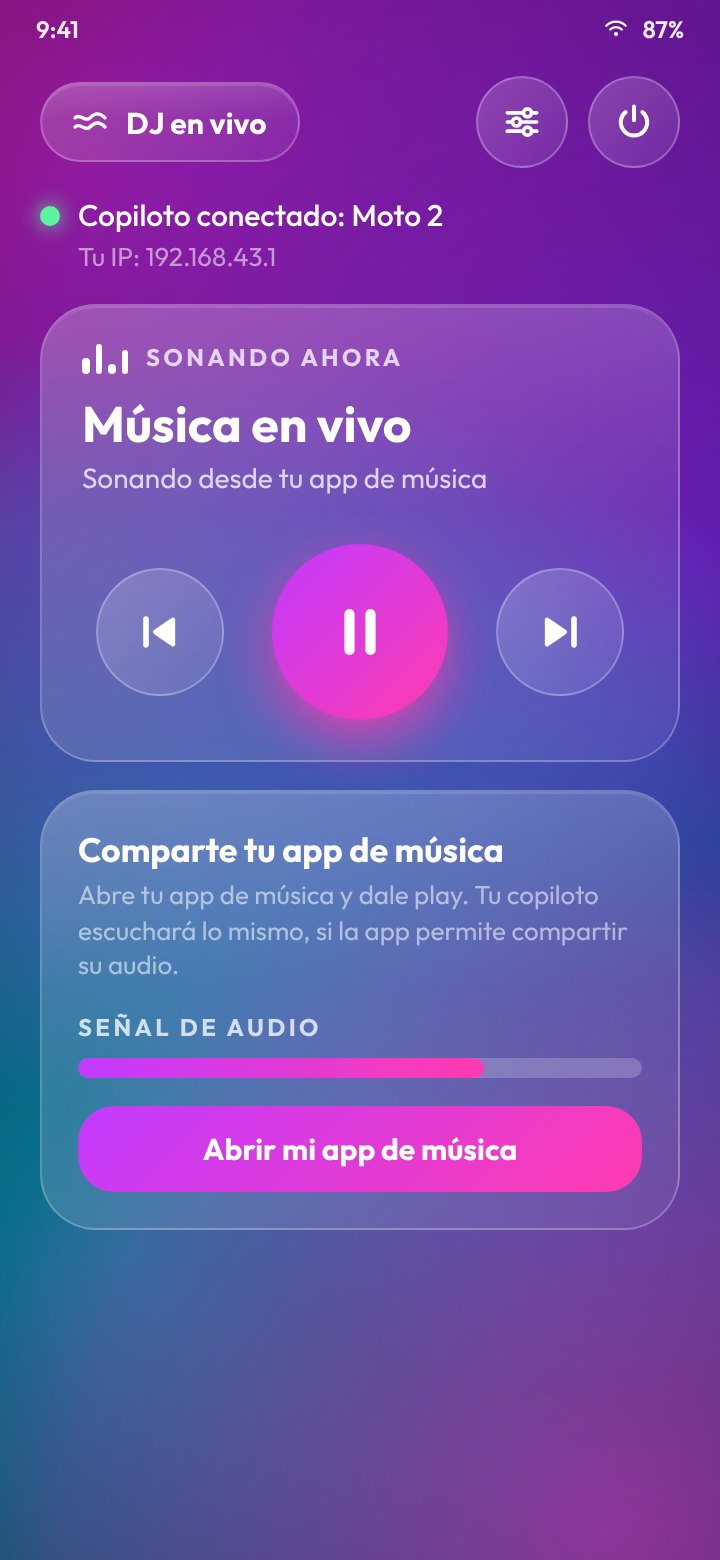 9:41
87%
DJ en vivo
Copiloto conectado: Moto 2
Tu IP: 192.168.43.1
SONANDO AHORA
Música en vivo
Sonando desde tu app de música
Comparte tu app de música
Abre tu app de música y dale play. Tu copiloto
escuchará lo mismo, si la app permite compartir
su audio.
SEÑAL DE AUDIO
Abrir mi app de música